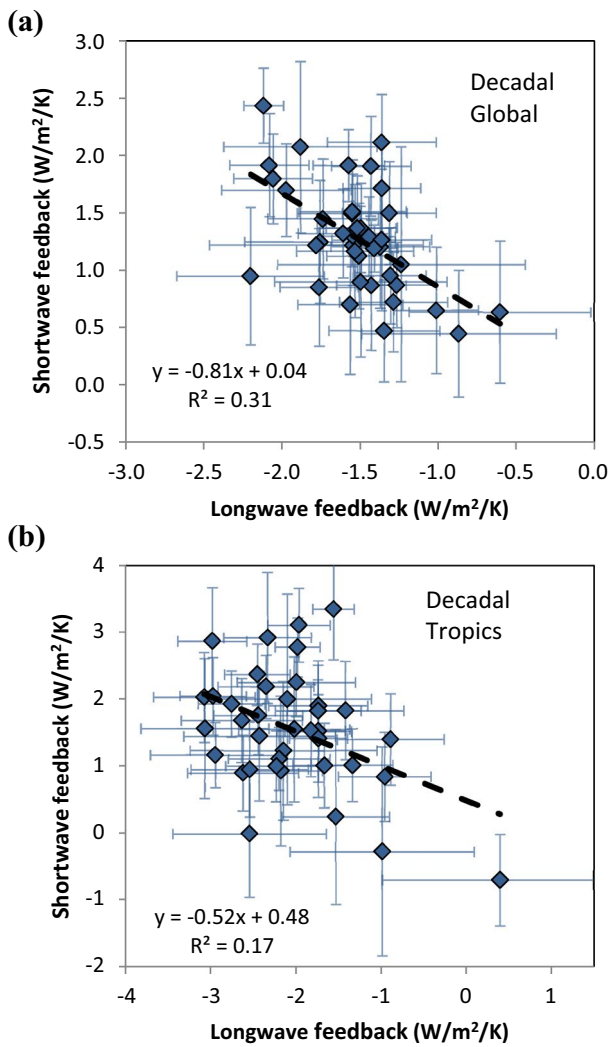 (a)
3.0
2.5
2.0
1.5
1.0
0.5
0.0
-0.5
Shortwave feedback (W/m²/K)
Decadal
Global
y = -0.81x + 0.04
R² = 0.31
-3.0 -2.5 -2.0 -1.5 -1.0 -0.5 0.0
Longwave feedback (W/m²/K)
(b)
4
3
2
1
0
-1
-2
Shortwave feedback (W/m²/K)
Decadal
Tropics
y = -0.52x + 0.48
R² = 0.17
-4 -3 -2 -1 0 1
Longwave feedback (W/m²/K)